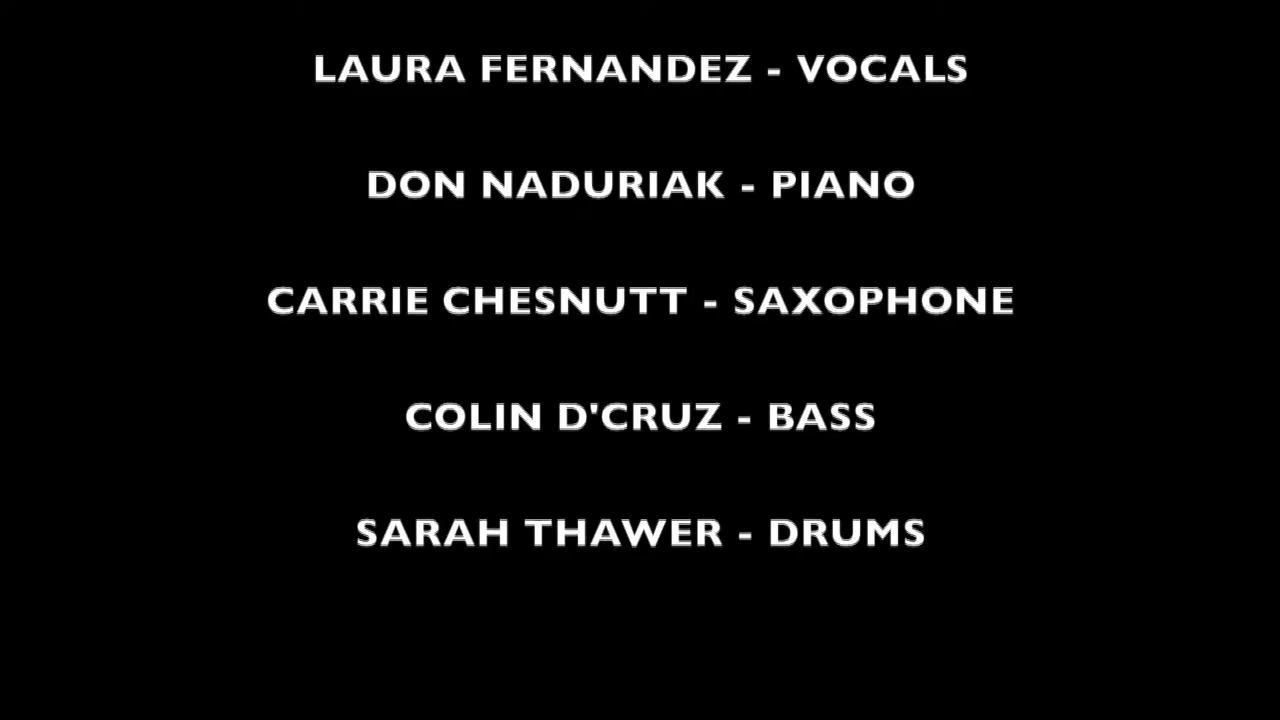 LAURA FERNANDEZ - VOCALS
DON NADURIAK - PIANO
CARRIE CHESNUTT - SAXOPHONE
COLIN D'CRUZ - BASS
SARAH THAWER - DRUMS